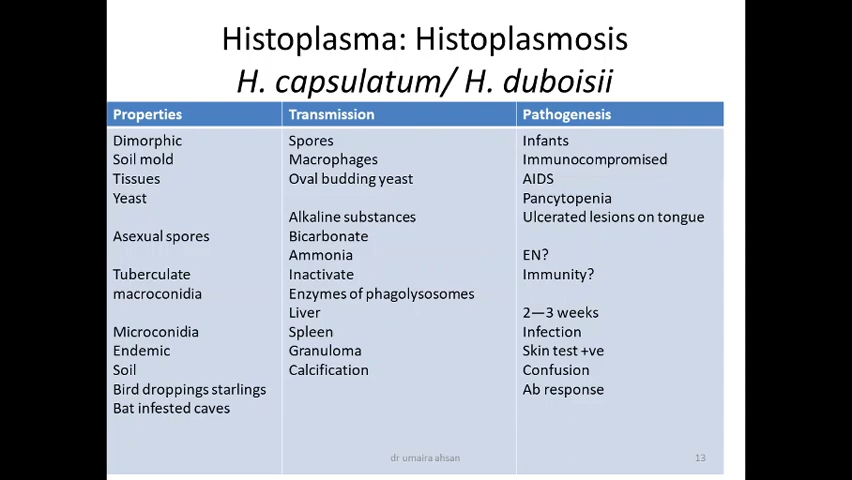 Histoplasma: Histoplasmosis
H. capsulatum/ H. duboisii
Properties
Dimorphic
Soil mold
Tissues
Yeast
Asexual spores
Tuberculate
macroconidia
Microconidia
Endemic
Soil
Bird droppings starlings
Bat infested caves
Transmission
Spores
Macrophages
Oval budding yeast
Alkaline substances
Bicarbonate
Ammonia
Inactivate
Enzymes of phagolysosomes
Liver
Spleen
Granuloma
Calcification
Pathogenesis
Infants
Immunocompromised
AIDS
Pancytopenia
Ulcerated lesions on tongue
EN?
Immunity?
2—3 weeks
Infection
Skin test +ve
Confusion
Ab response
dr umaira ahsan
13